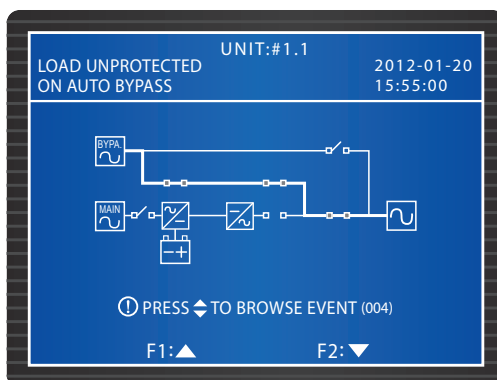 UNIT:#1.1
LOAD UNPROTECTED
ON AUTO BYPASS
2012-01-20
15:55:00
BYPA.
MAIN
! PRESS TO BROWSE EVENT (004)
F1:▲ F2:▼